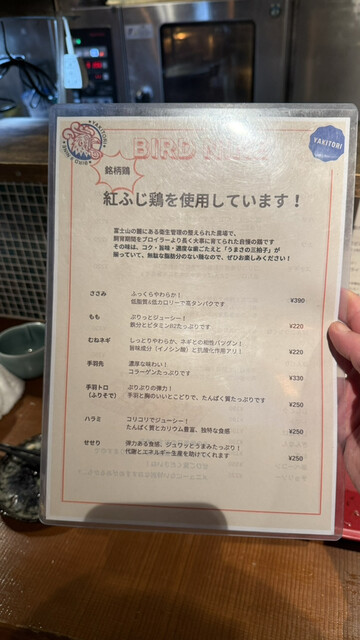 YAKITORI
BIRD
YAKITORI
銘柄鶏
紅ふじ鶏を使用しています！
富士山の麓にある衛生管理の整えられた農場で、
飼育期間をブロイラーより長く大事に育てられた自慢の鶏です
その味は、コク・旨味・適度な歯ごたえと「うまさの三拍子」が
揃っていて、無駄な脂肪分のない鶏なので、ぜひお楽しみください！
ささみ ふっくらやわらか！
低脂質&低カロリーで高タンパクです ¥390
もも ぷりっとジューシー！
鉄分とビタミンB2たっぷりです ¥220
むねネギ しっとりやわらか、ネギとの相性バツグン！
旨味成分（イノシン酸）と抗酸化作用アリ！ ¥220
手羽先 濃厚な味わい！
コラーゲンたっぷりです ¥330
手羽トロ ぷりぷりの弾力！
(ふりそで) 手羽と胸のいいとこどりで、たんぱく質たっぷりです ¥250
ハラミ コリコリでジューシー！
たんぱく質とカリウム豊富、独特な食感 ¥250
せせり 弾力ある食感、ジュワッとうまみたっぷり！
代謝とエネルギー生産を助けてくれます ¥250